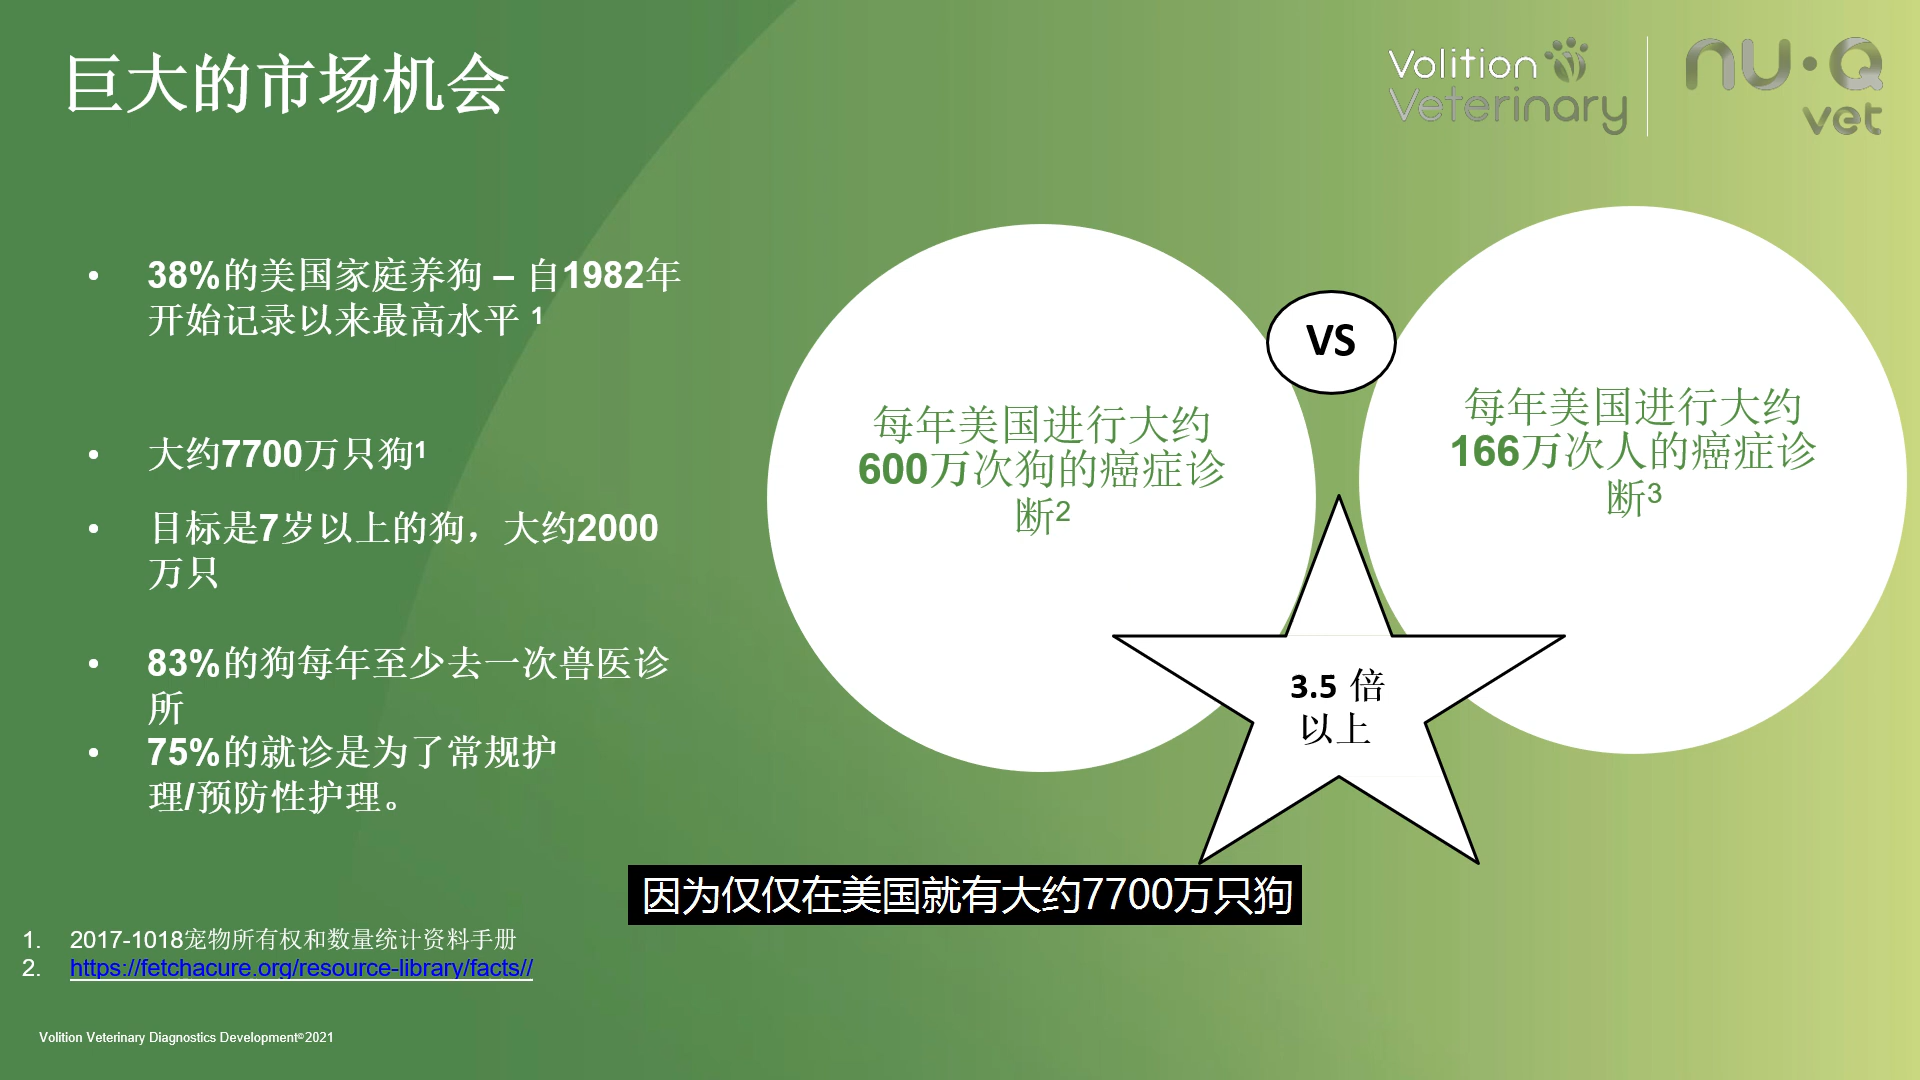 巨大的市场机会
Volition
Veterinary
nu·Q
vet
• 38%的美国家庭养狗 – 自1982年
开始记录以来最高水平 1
• 大约7700万只狗1
• 目标是7岁以上的狗，大约2000
万只
• 83%的狗每年至少去一次兽医诊
所
• 75%的就诊是为了常规护
理/预防性护理。
每年美国进行大约
600万次狗的癌症诊
断2
VS
每年美国进行大约
166万次人的癌症诊
断3
3.5 倍
以上
因为仅仅在美国就有大约7700万只狗
1. 2017-1018宠物所有权和数量统计资料手册
2. https://fetchacure.org/resource-library/facts//
Volition Veterinary Diagnostics Development©2021